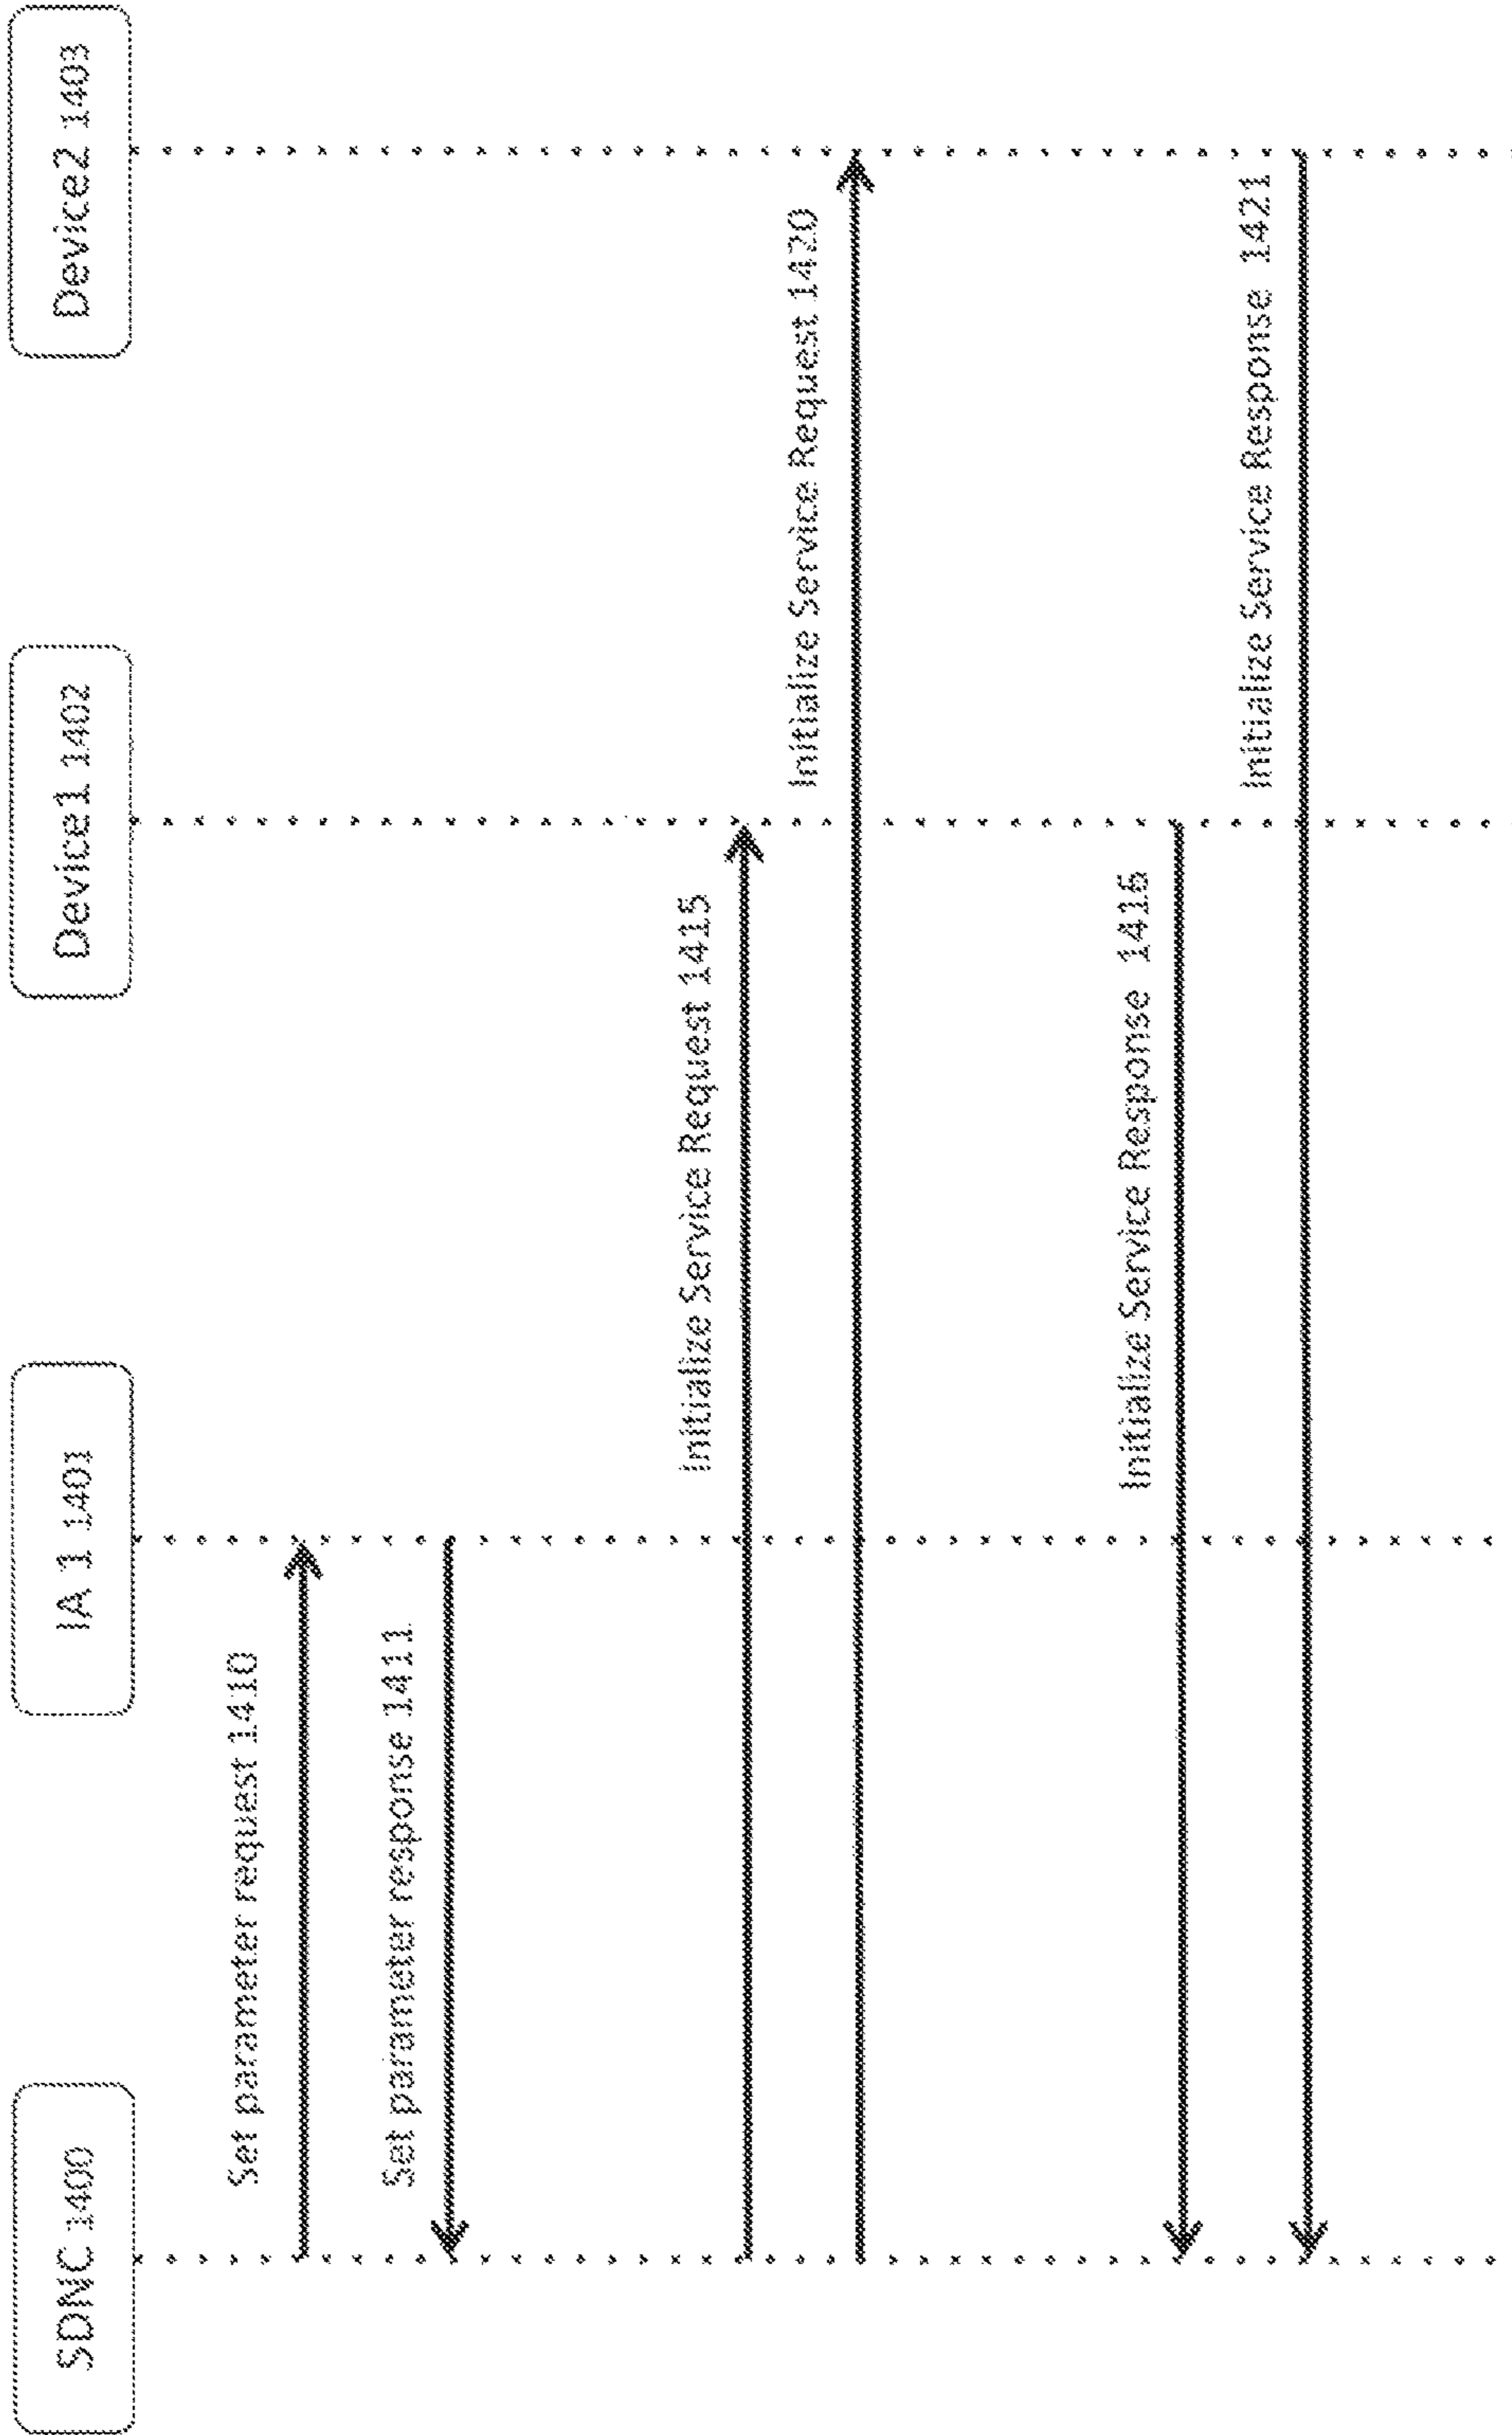 SDNC 1400
IA 1 1401
Device1 1402
Device2 1403
Set parameter request 1410
Set parameter response 1411
Initialize Service Request 1415
Initialize Service Request 1420
Initialize Service Response 1416
Initialize Service Response 1421